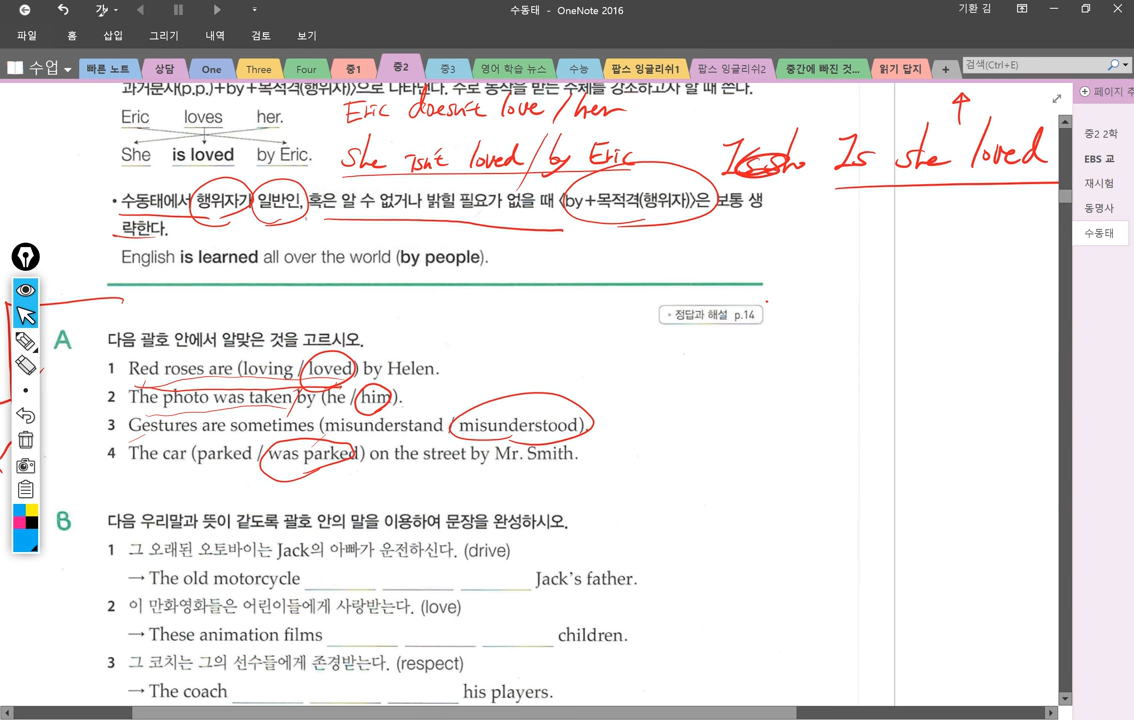 수동태 - OneNote 2016
기환 김
파일 홈 삽입 그리기 내역 검토 보기
수업 빠른 노트 상담 One Three Four 중1 중2 중3 영어 학습 뉴스 수능 팝스 잉글리쉬1 팝스 잉글리쉬2 중간에 빠진 것... 읽기 답지 + 검색(Ctrl+E)
페이지 추
중2 2학
EBS 교
재시험
동명사
수동태
과거분사(p.p.)+by+목적격(행위자)〉으로 나타낸다. 주로 동작을 받는 주체를 강조하고자 할 때 쓴다.
Eric loves her.
Eric doesn't love / her
She is loved by Eric.
She isn't loved / by Eric
Is she loved
• 수동태에서 행위자가 일반인, 혹은 알 수 없거나 밝힐 필요가 없을 때 〈by+목적격(행위자)〉은 보통 생
략한다.
English is learned all over the world (by people).
• 정답과 해설 p.14
A 다음 괄호 안에서 알맞은 것을 고르시오.
1 Red roses are (loving / loved) by Helen.
2 The photo was taken by (he / him).
3 Gestures are sometimes (misunderstand / misunderstood).
4 The car (parked / was parked) on the street by Mr. Smith.
B 다음 우리말과 뜻이 같도록 괄호 안의 말을 이용하여 문장을 완성하시오.
1 그 오래된 오토바이는 Jack의 아빠가 운전하신다. (drive)
→ The old motorcycle ______ ______ ______ Jack's father.
2 이 만화영화들은 어린이들에게 사랑받는다. (love)
→ These animation films ______ ______ ______ children.
3 그 코치는 그의 선수들에게 존경받는다. (respect)
→ The coach ______ ______ ______ his players.